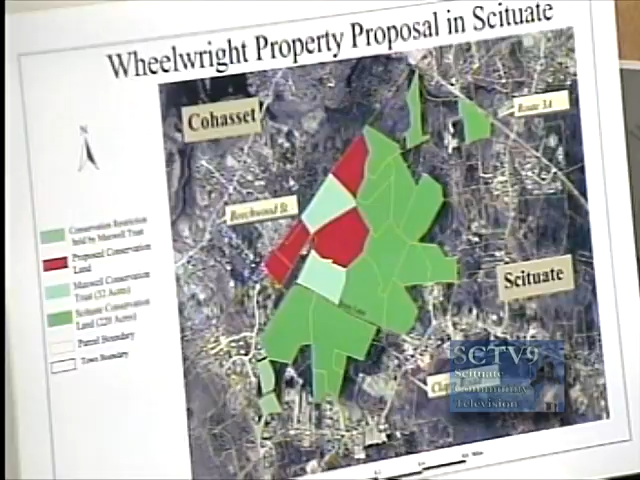 Wheelwright Property Proposal in Scituate
Cohasset
Route 3A
N
Beechwood St.
Conservation Restriction
held by Maxwell Trust
Proposed Conservation
Land
Maxwell Conservation
Trust (32 Acres)
Scituate Conservation
Land (220 Acres)
Parcel Boundary
Town Boundary
Scituate
SCTV9
Scituate
Community
Television